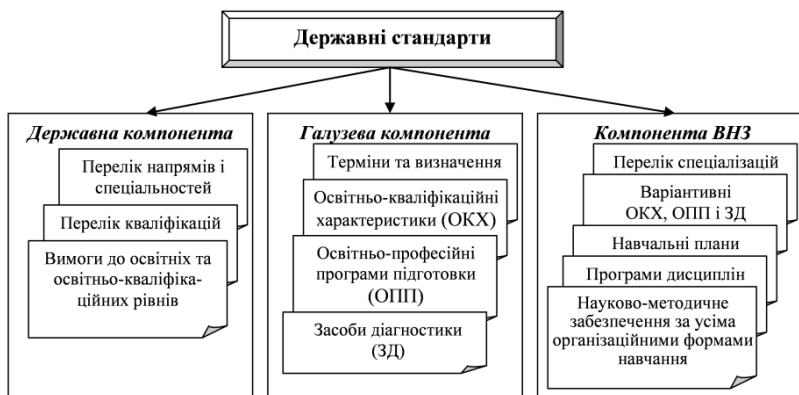 Державні стандарти
Державна компонента
Перелік напрямів і
спеціальностей
Перелік кваліфікацій
Вимоги до освітніх та
освітньо-кваліфіка-
ційних рівнів
Галузева компонента
Терміни та визначення
Освітньо-кваліфікаційні
характеристики (ОКХ)
Освітньо-професійні
програми підготовки
(ОПП)
Засоби діагностики
(ЗД)
Компонента ВНЗ
Перелік спеціалізацій
Варіантивні
ОКХ, ОПП і ЗД
Навчальні плани
Програми дисциплін
Науково-методичне
забезпечення за усіма
організаційними формами
навчання